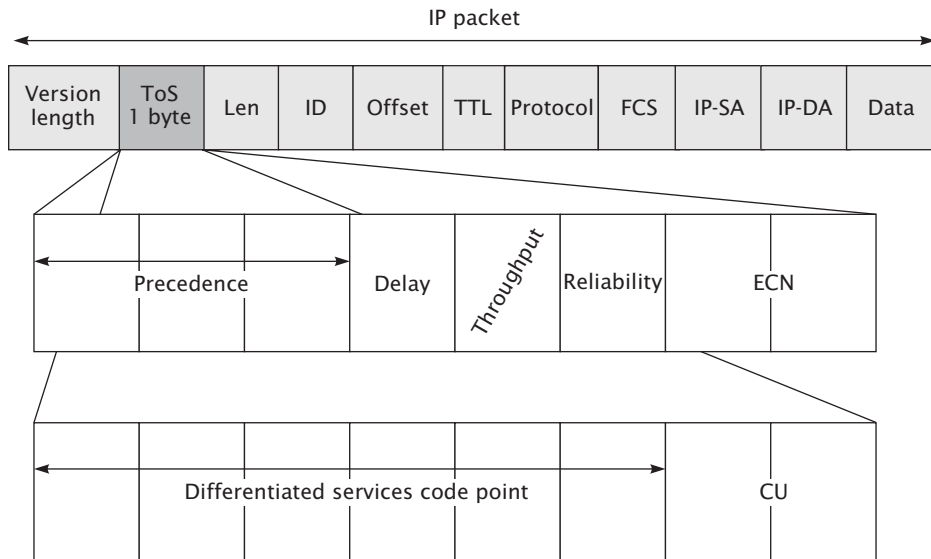 IP packet
Version length
ToS 1 byte
Len
ID
Offset
TTL
Protocol
FCS
IP-SA
IP-DA
Data
Precedence
Delay
Throughput
Reliability
ECN
Differentiated services code point
CU